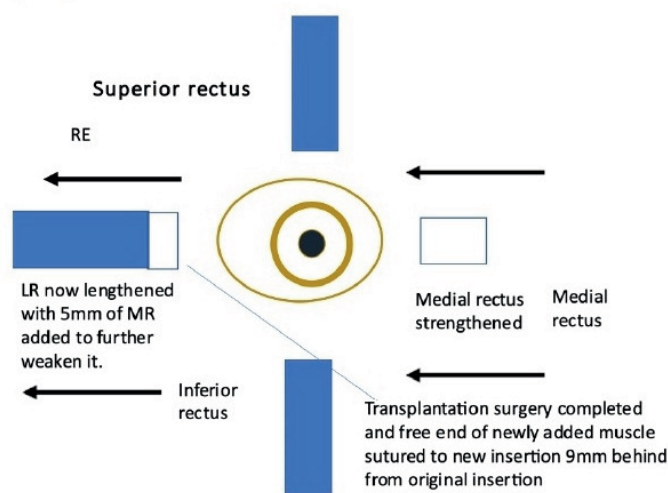 Superior rectus
RE
LR now lengthened
with 5mm of MR
added to further
weaken it.
Medial rectus
strengthened
Medial
rectus
Inferior
rectus
Transplantation surgery completed
and free end of newly added muscle
sutured to new insertion 9mm behind
from original insertion